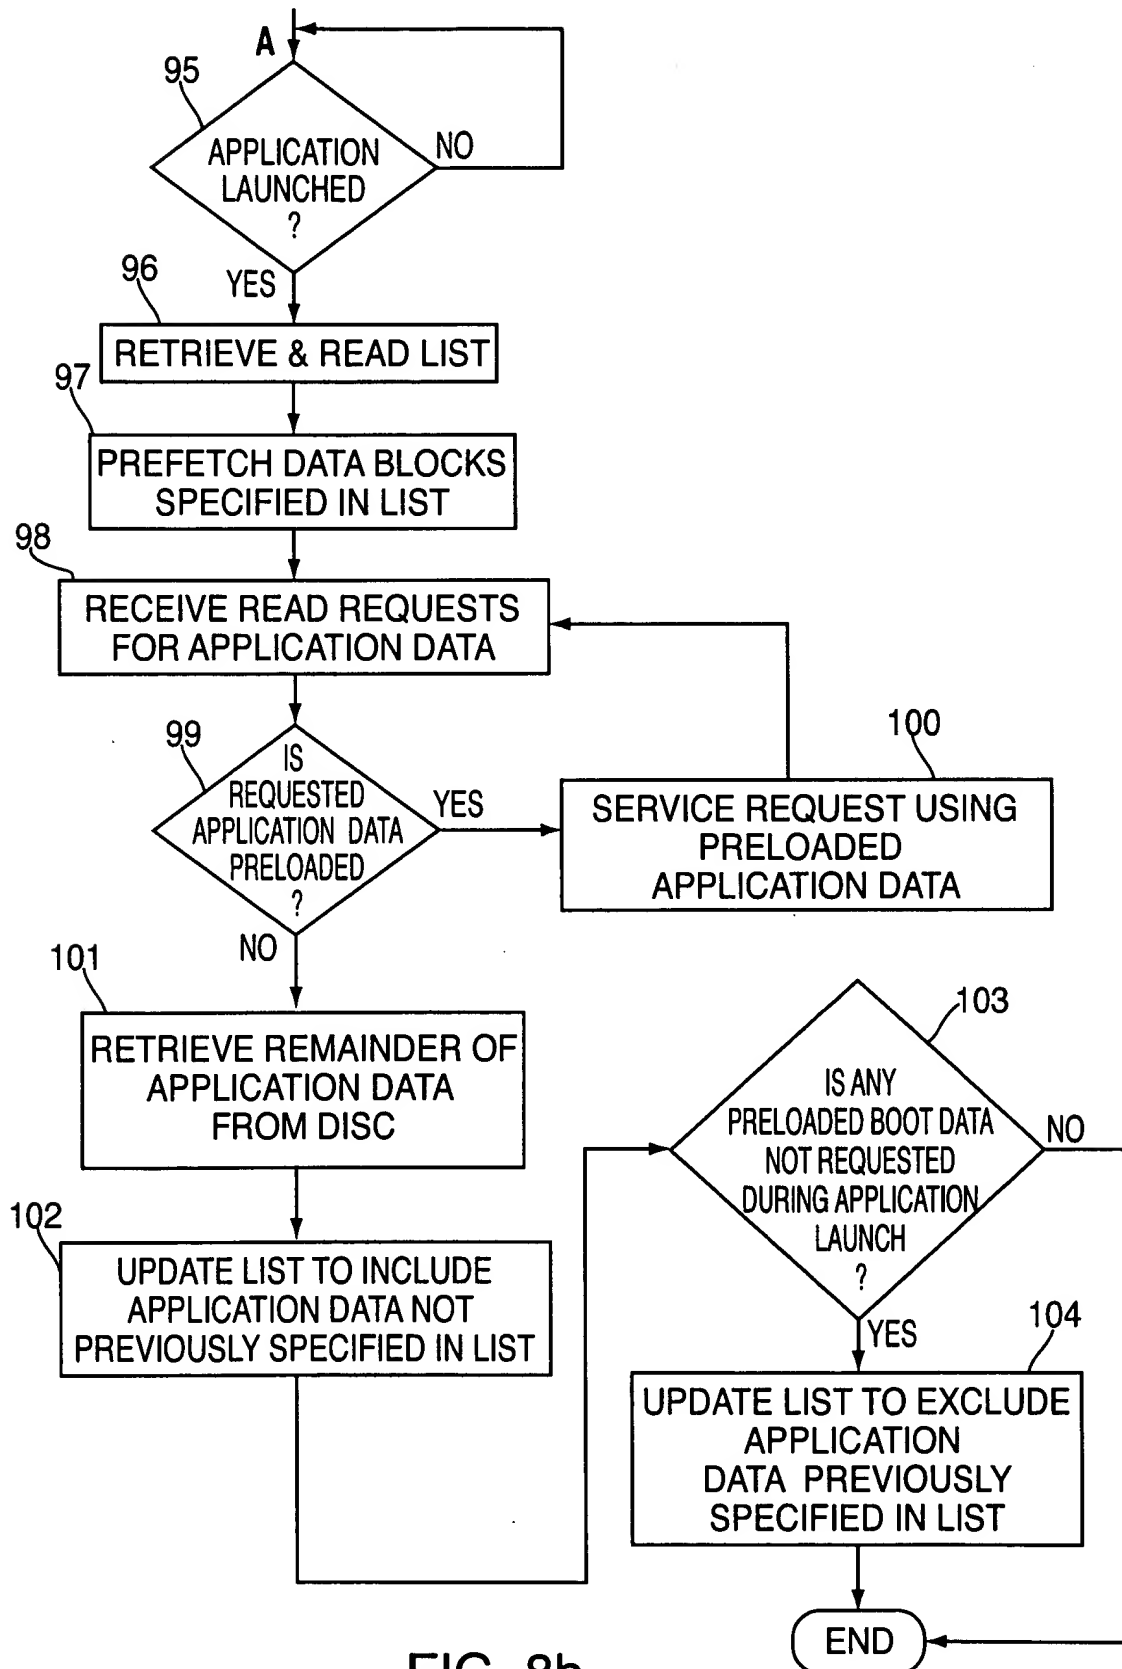 A
95
APPLICATION
LAUNCHED
?
NO
YES
96
RETRIEVE & READ LIST
97
PREFETCH DATA BLOCKS
SPECIFIED IN LIST
98
RECEIVE READ REQUESTS
FOR APPLICATION DATA
99
IS
REQUESTED
APPLICATION DATA
PRELOADED
?
YES
NO
100
SERVICE REQUEST USING
PRELOADED
APPLICATION DATA
101
RETRIEVE REMAINDER OF
APPLICATION DATA
FROM DISC
102
UPDATE LIST TO INCLUDE
APPLICATION DATA NOT
PREVIOUSLY SPECIFIED IN LIST
103
IS ANY
PRELOADED BOOT DATA
NOT REQUESTED
DURING APPLICATION
LAUNCH
?
NO
YES
104
UPDATE LIST TO EXCLUDE
APPLICATION
DATA PREVIOUSLY
SPECIFIED IN LIST
END
FIG. 8b